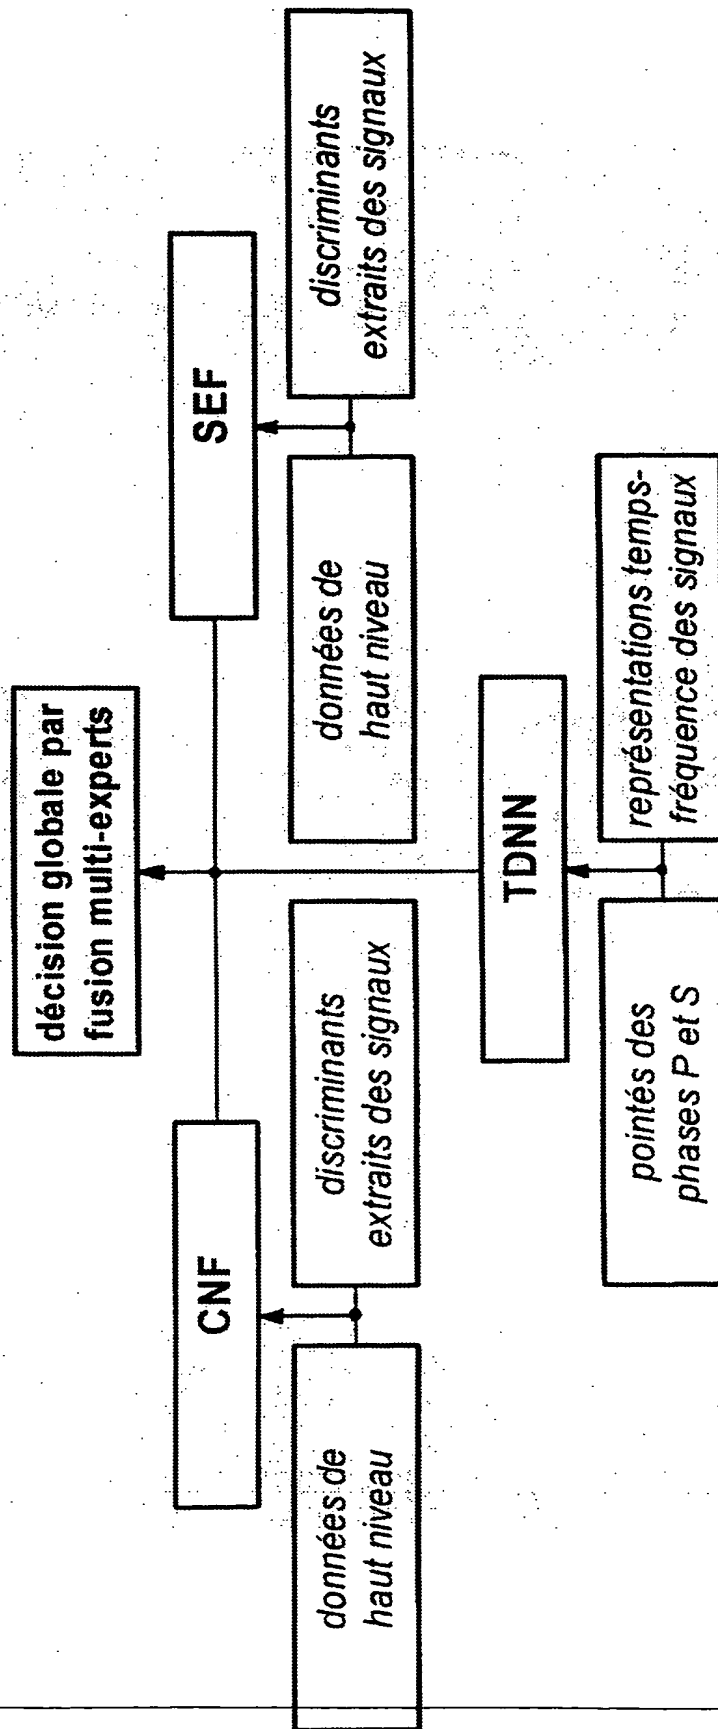 décision globale par
fusion multi-experts
CNF
SEF
données de
haut niveau
discriminants
extraits des signaux
données de
haut niveau
discriminants
extraits des signaux
TDNN
pointés des
phases P et S
représentations temps-
fréquence des signaux